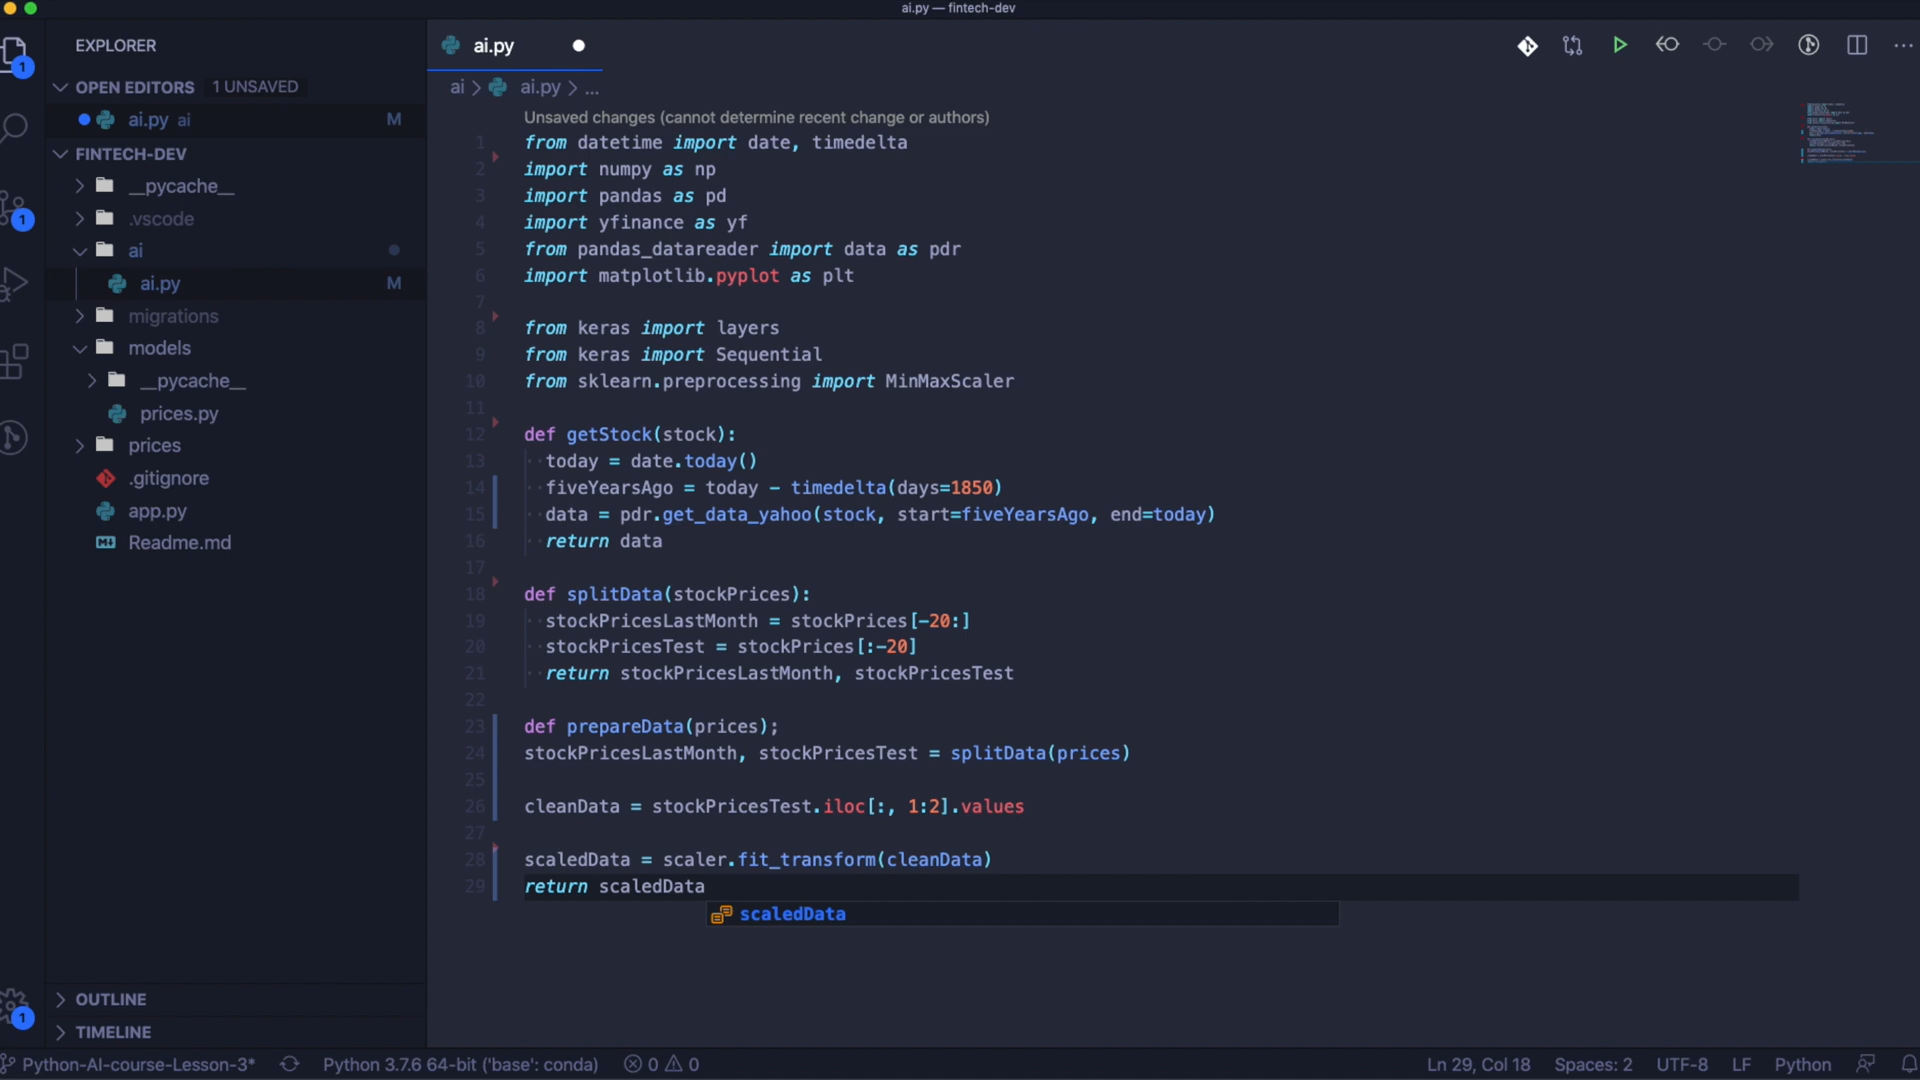 ai.py — fintech-dev
EXPLORER
OPEN EDITORS 1 UNSAVED
ai.py ai M
FINTECH-DEV
__pycache__
.vscode
ai
ai.py M
migrations
models
__pycache__
prices.py
prices
.gitignore
app.py
Readme.md
OUTLINE
TIMELINE
1
1
1
ai.py
ai > ai.py > ...
Unsaved changes (cannot determine recent change or authors)
1 from datetime import date, timedelta
2 import numpy as np
3 import pandas as pd
4 import yfinance as yf
5 from pandas_datareader import data as pdr
6 import matplotlib.pyplot as plt
7
8 from keras import layers
9 from keras import Sequential
10 from sklearn.preprocessing import MinMaxScaler
11
12 def getStock(stock):
13 today = date.today()
14 fiveYearsAgo = today - timedelta(days=1850)
15 data = pdr.get_data_yahoo(stock, start=fiveYearsAgo, end=today)
16 return data
17
18 def splitData(stockPrices):
19 stockPricesLastMonth = stockPrices[-20:]
20 stockPricesTest = stockPrices[:-20]
21 return stockPricesLastMonth, stockPricesTest
22
23 def prepareData(prices);
24 stockPricesLastMonth, stockPricesTest = splitData(prices)
25
26 cleanData = stockPricesTest.iloc[:, 1:2].values
27
28 scaledData = scaler.fit_transform(cleanData)
29 return scaledData
scaledData
Python-AI-course-Lesson-3* Python 3.7.6 64-bit ('base': conda) 0 0 Ln 29, Col 18 Spaces: 2 UTF-8 LF Python